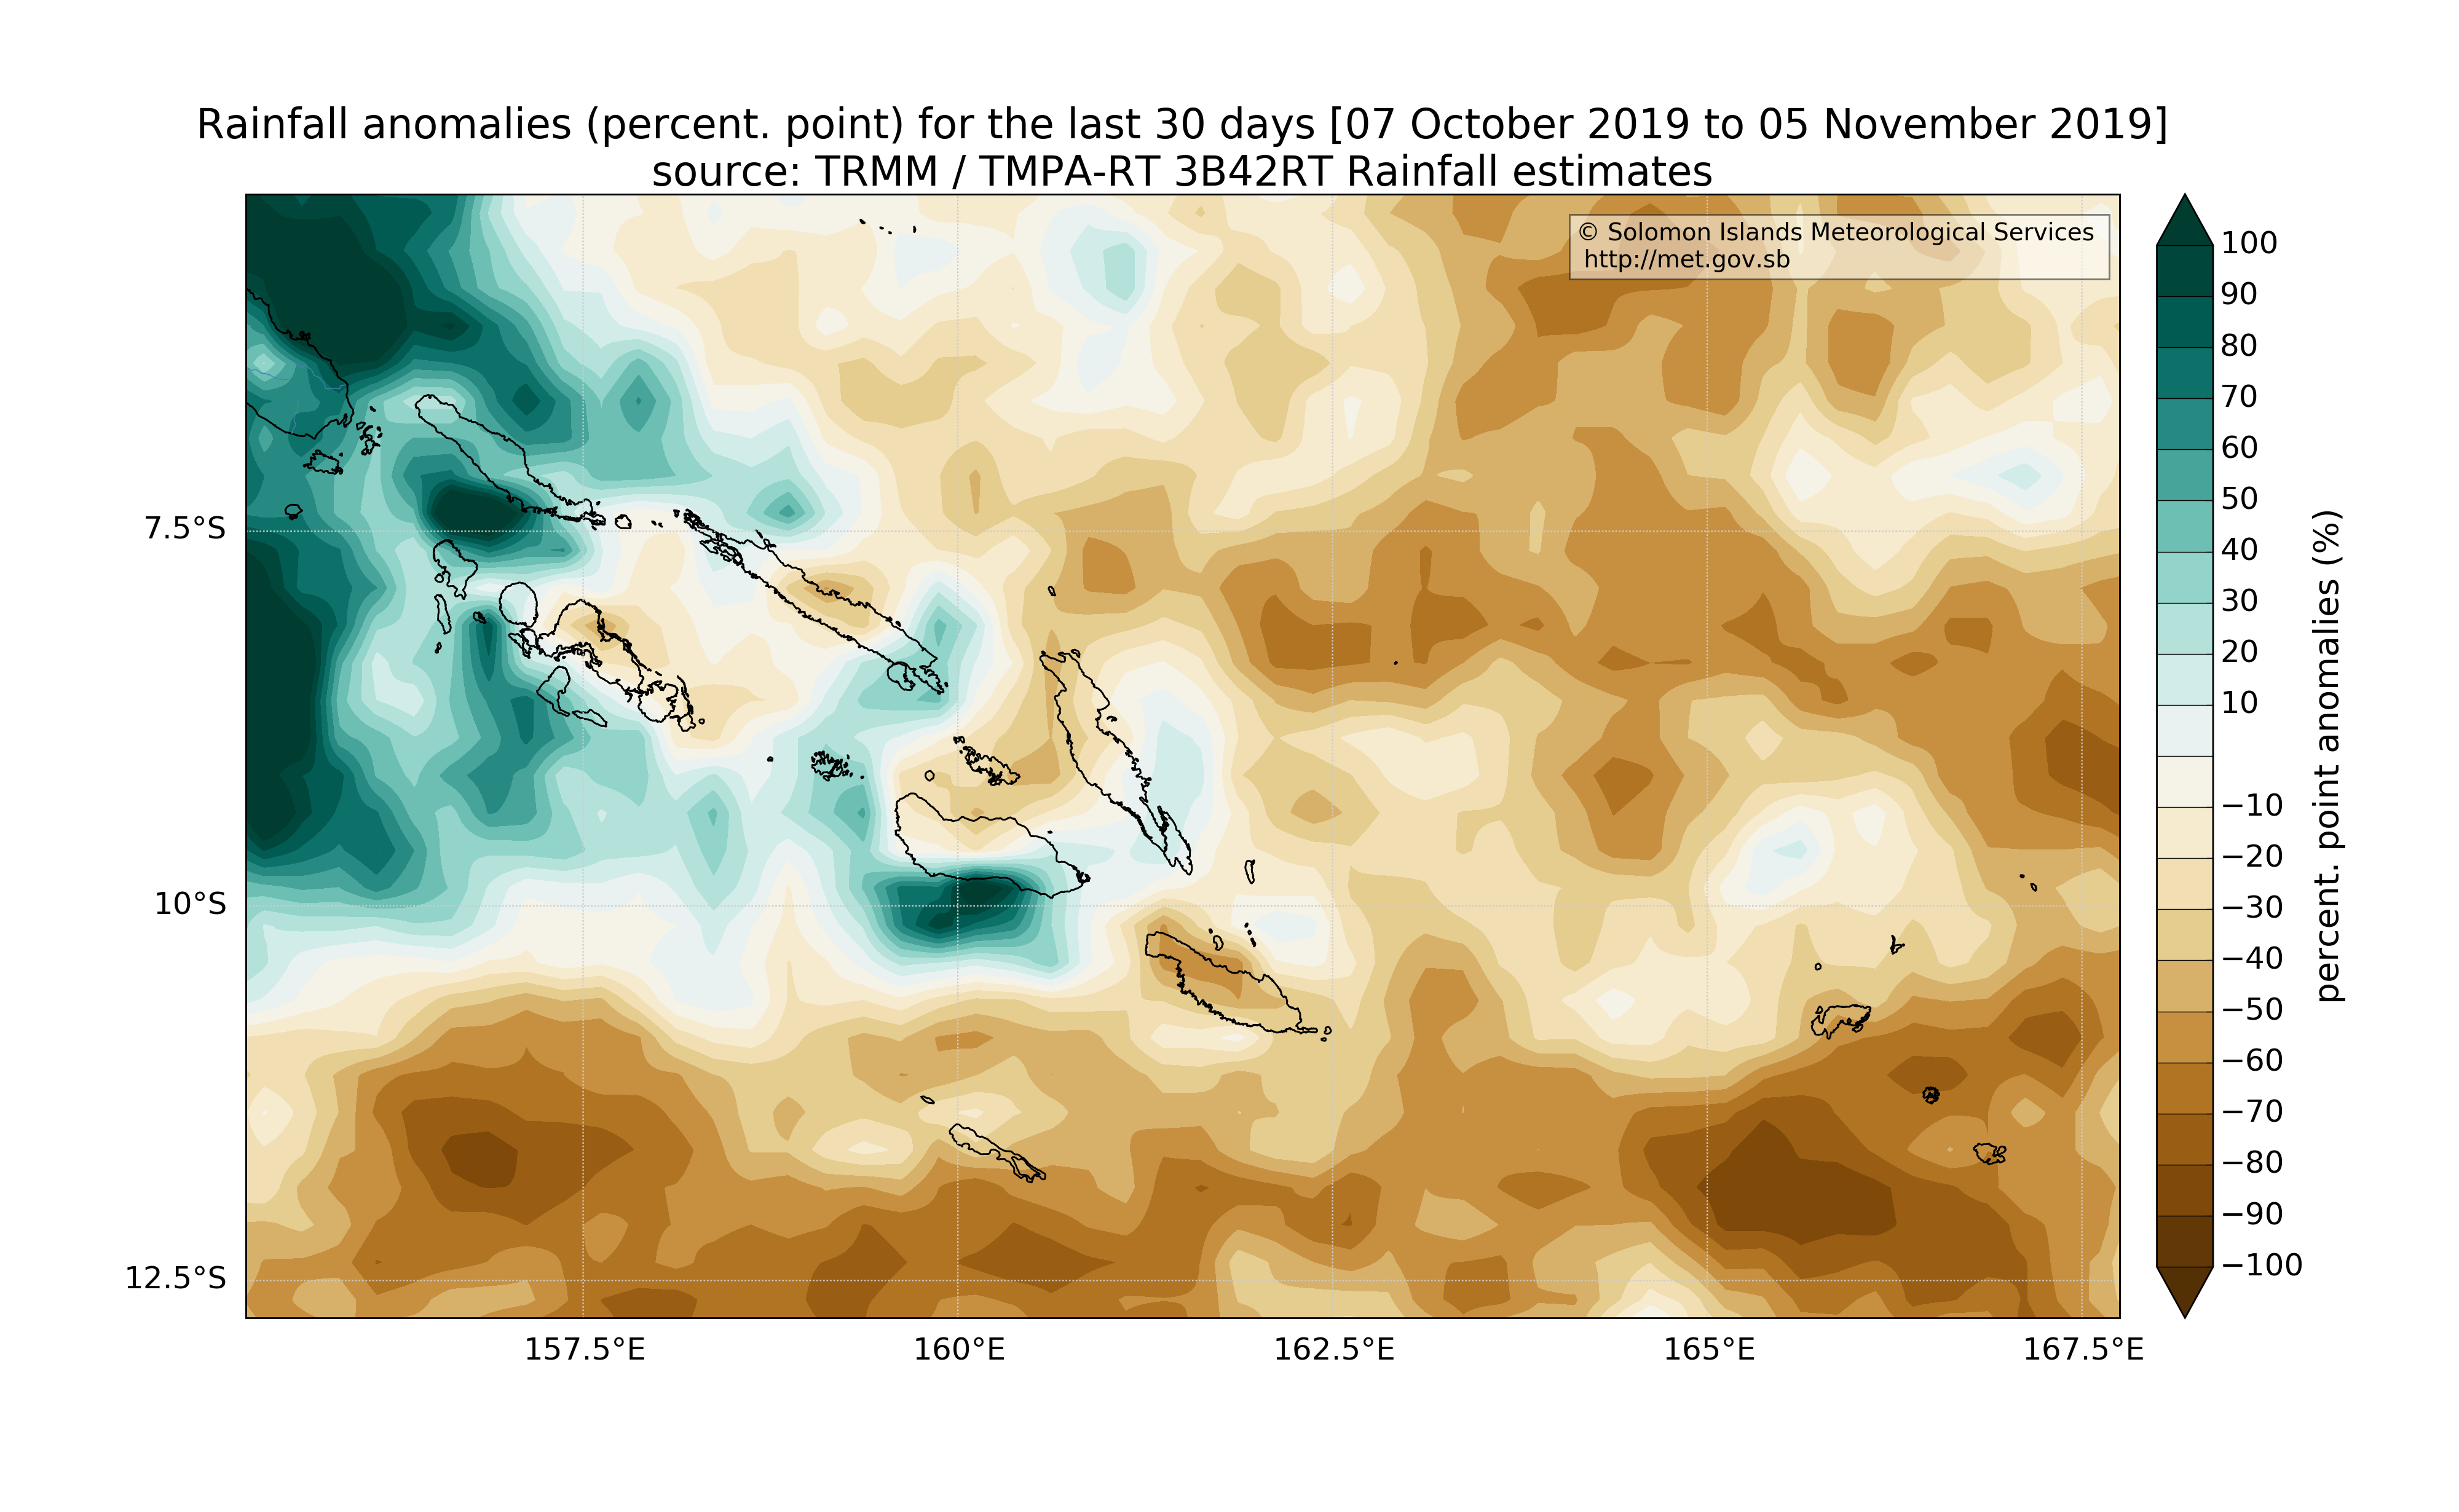 Rainfall anomalies (percent. point) for the last 30 days [07 October 2019 to 05 November 2019]
source: TRMM / TMPA-RT 3B42RT Rainfall estimates
© Solomon Islands Meteorological Services
http://met.gov.sb
7.5°S
10°S
12.5°S
157.5°E
160°E
162.5°E
165°E
167.5°E
100
90
80
70
60
50
40
30
20
10
−10
−20
−30
−40
−50
−60
−70
−80
−90
−100
percent. point anomalies (%)